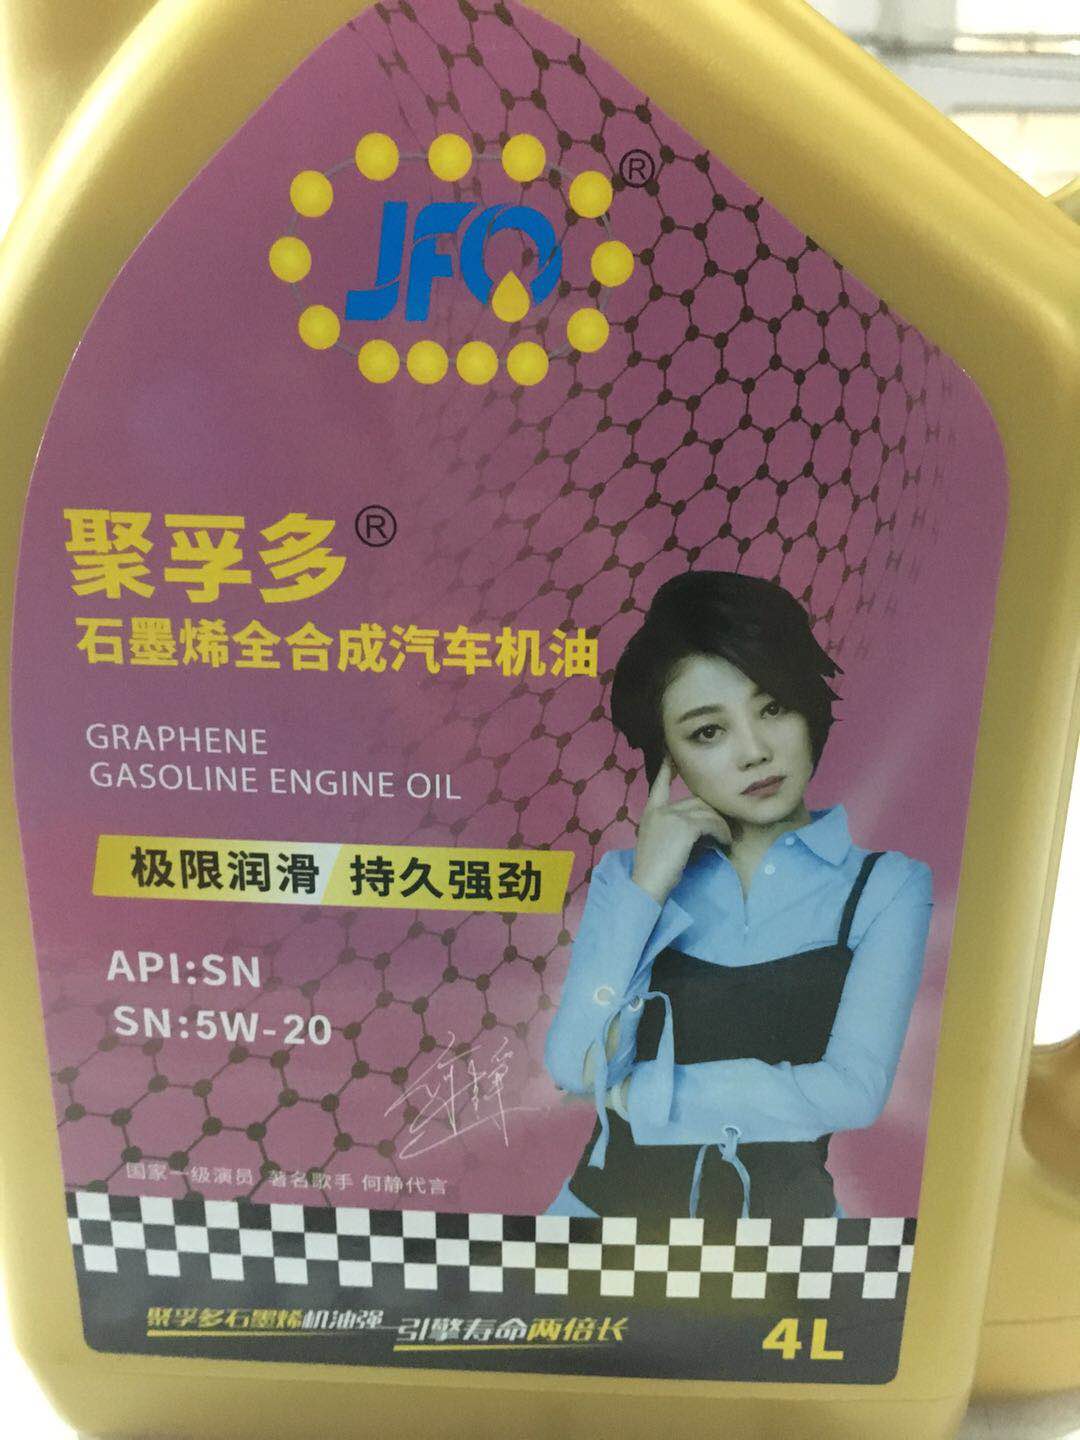 JFO®
聚孚多®
石墨烯全合成汽车机油
GRAPHENE
GASOLINE ENGINE OIL
极限润滑 持久强劲
API:SN
SN:5W-20
何静
国家一级演员 著名歌手 何静代言
聚孚多石墨烯机油强 引擎寿命两倍长
4L